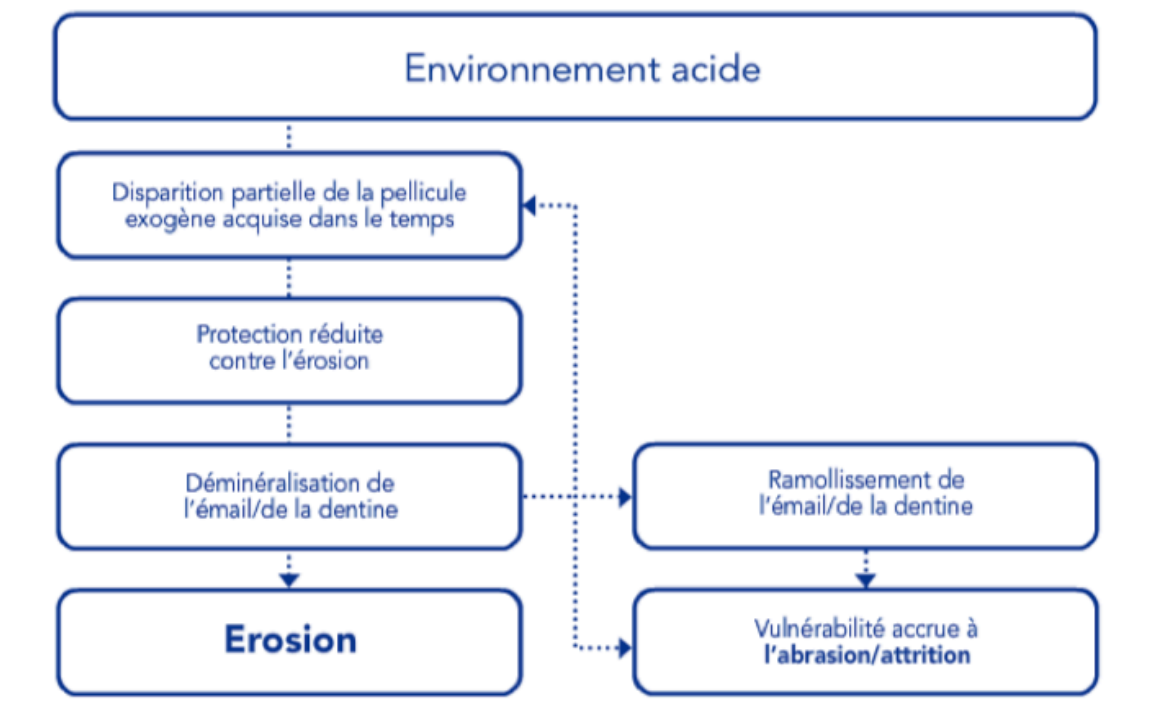 Environnement acide
Disparition partielle de la pellicule
exogène acquise dans le temps
Protection réduite
contre l'érosion
Déminéralisation de
l'émail/de la dentine
Ramollissement de
l'émail/de la dentine
Erosion
Vulnérabilité accrue à
l'abrasion/attrition